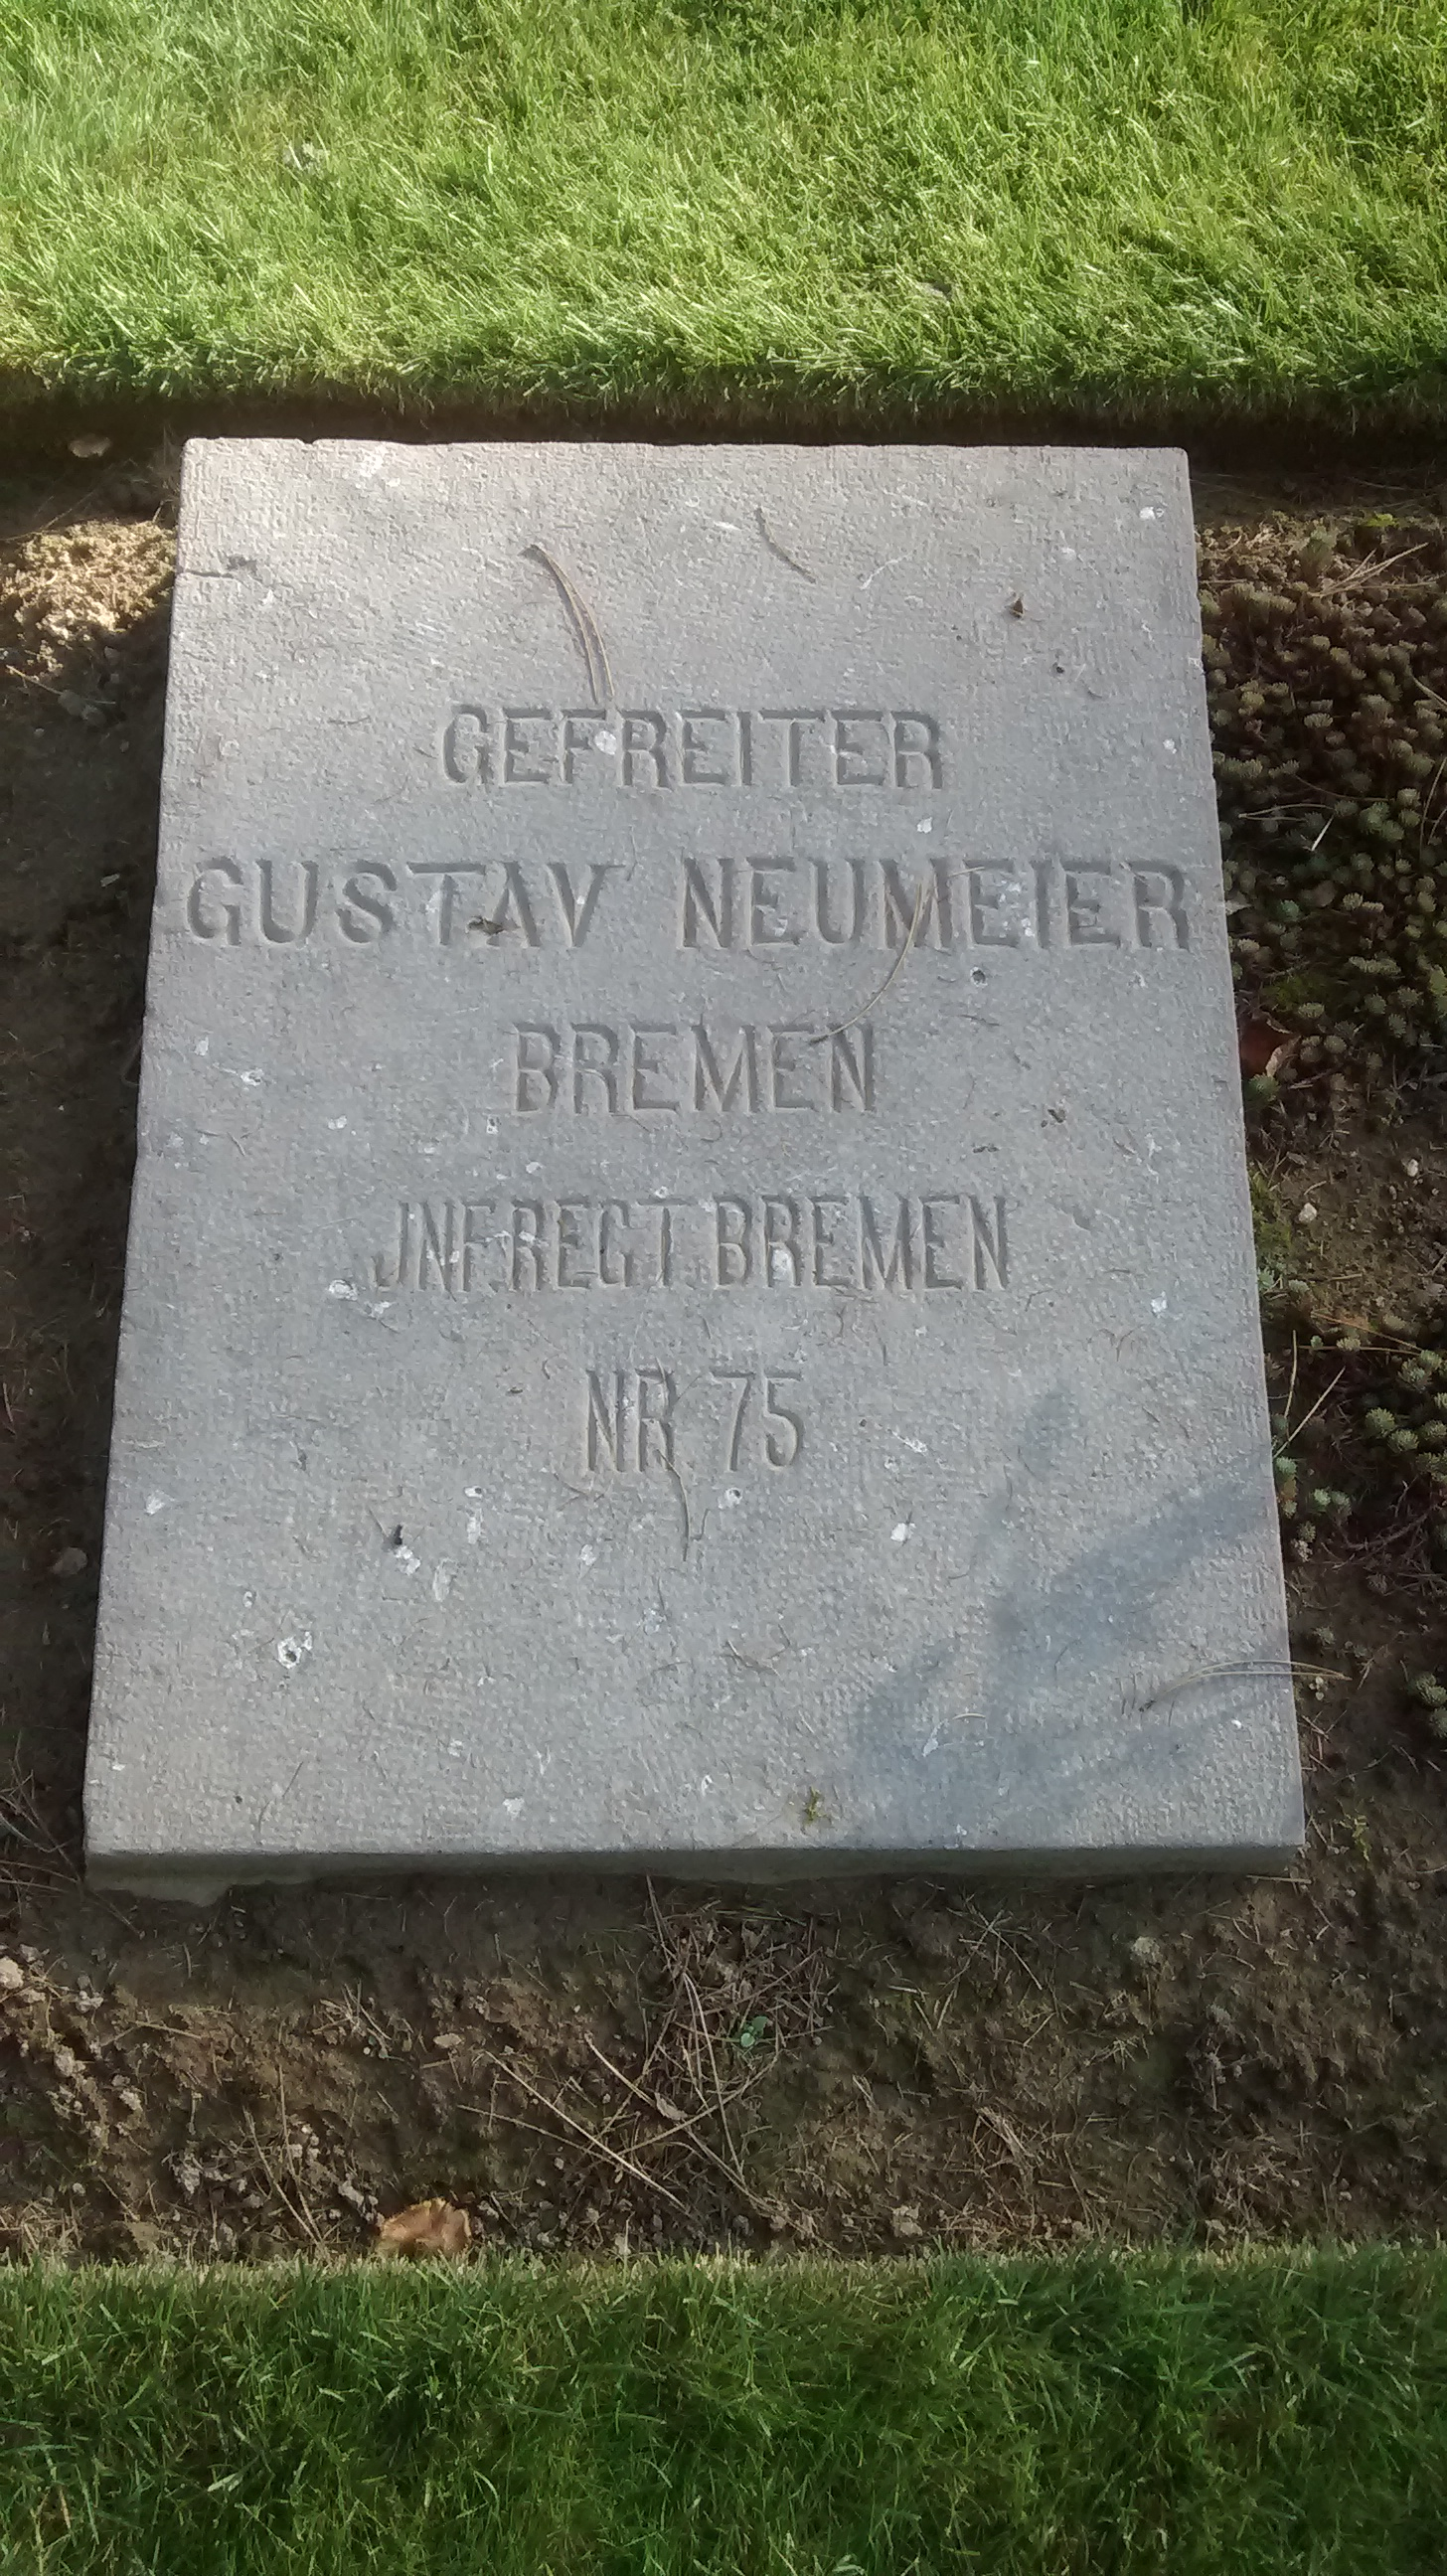 GEFREITER
GUSTAV NEUMEIER
BREMEN
JNF.REGT.BREMEN
NR 75